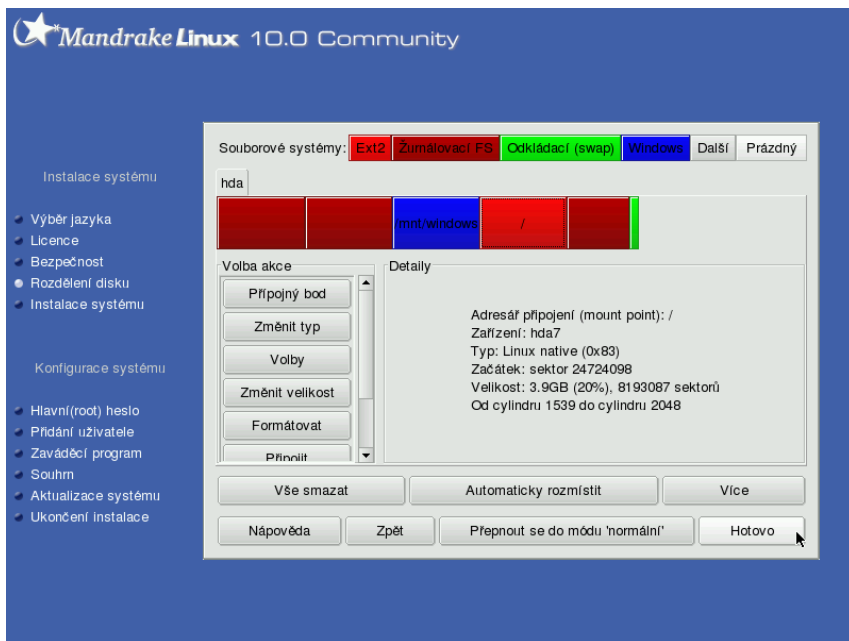 Mandrake Linux 10.0 Community
Instalace systému
Výběr jazyka
Licence
Bezpečnost
Rozdělení disku
Instalace systému
Konfigurace systému
Hlavní(root) heslo
Přidání uživatele
Zaváděcí program
Souhrn
Aktualizace systému
Ukončení instalace
Souborové systémy: Ext2 Žurnálovací FS Odkládací (swap) Windows Další Prázdný
hda
/mnt/windows /
Volba akce
Přípojný bod
Změnit typ
Volby
Změnit velikost
Formátovat
Připojit
Detaily
Adresář připojení (mount point): /
Zařízení: hda7
Typ: Linux native (0x83)
Začátek: sektor 24724098
Velikost: 3.9GB (20%), 8193087 sektorů
Od cylindru 1539 do cylindru 2048
Vše smazat Automaticky rozmístit Více
Nápověda Zpět Přepnout se do módu 'normální' Hotovo